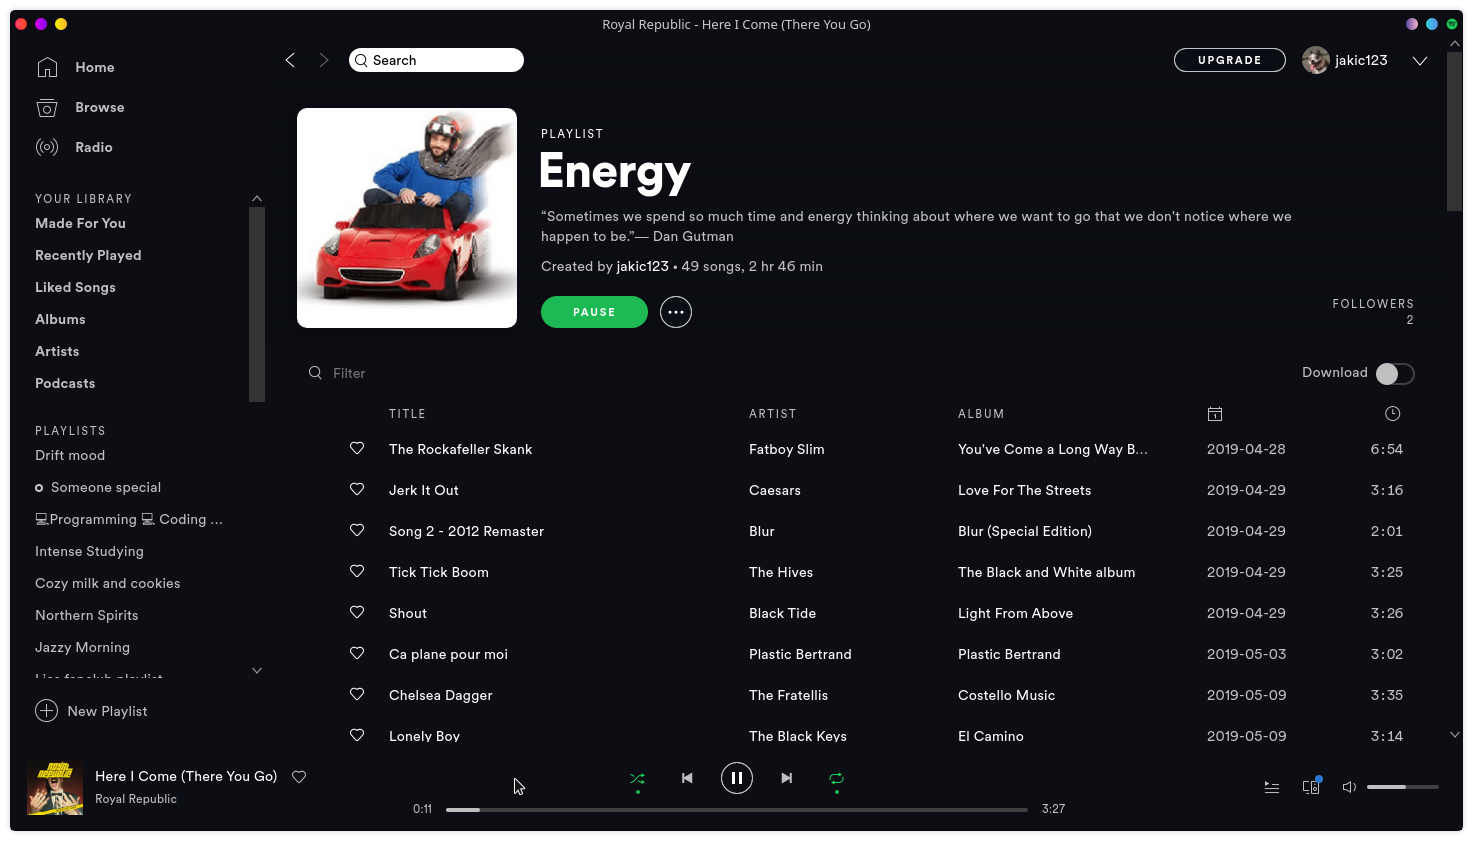 Royal Republic - Here I Come (There You Go)
Home
Browse
Radio
YOUR LIBRARY
Made For You
Recently Played
Liked Songs
Albums
Artists
Podcasts
PLAYLISTS
Drift mood
Someone special
💻Programming 💻 Coding ...
Intense Studying
Cozy milk and cookies
Northern Spirits
Jazzy Morning
New Playlist
Search
UPGRADE
jakic123
PLAYLIST
Energy
“Sometimes we spend so much time and energy thinking about where we want to go that we don't notice where we
happen to be.”— Dan Gutman
Created by jakic123 • 49 songs, 2 hr 46 min
PAUSE
FOLLOWERS
2
Filter
Download
TITLE ARTIST ALBUM
The Rockafeller Skank Fatboy Slim You've Come a Long Way B... 2019-04-28 6:54
Jerk It Out Caesars Love For The Streets 2019-04-29 3:16
Song 2 - 2012 Remaster Blur Blur (Special Edition) 2019-04-29 2:01
Tick Tick Boom The Hives The Black and White album 2019-04-29 3:25
Shout Black Tide Light From Above 2019-04-29 3:26
Ca plane pour moi Plastic Bertrand Plastic Bertrand 2019-05-03 3:02
Chelsea Dagger The Fratellis Costello Music 2019-05-09 3:35
Lonely Boy The Black Keys El Camino 2019-05-09 3:14
ROYAL
REPUBLIC
Here I Come (There You Go)
Royal Republic
0:11
3:27